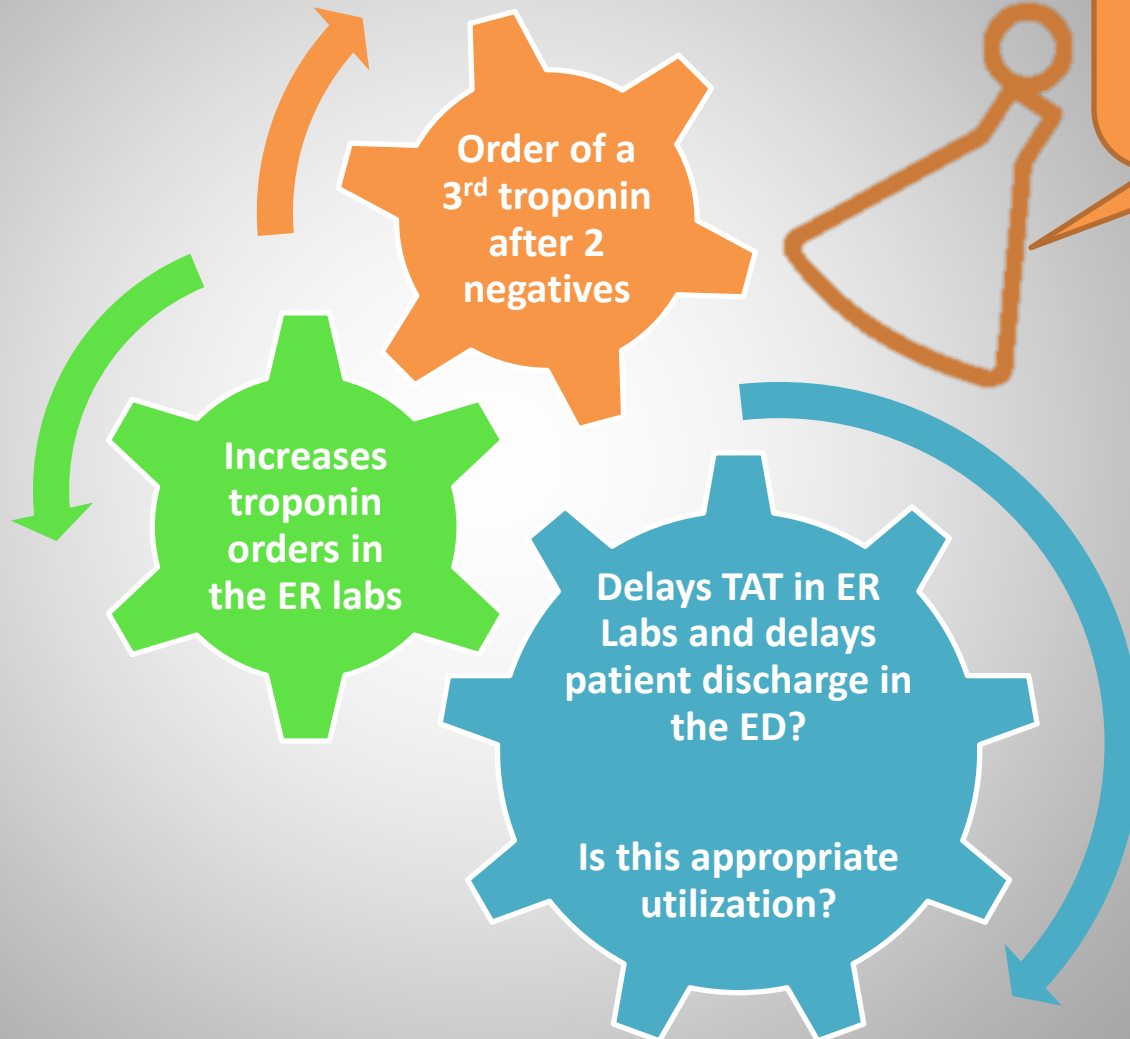 Order of a
3rd troponin
after 2
negatives
Increases
troponin
orders in
the ER labs
Delays TAT in ER
Labs and delays
patient discharge in
the ED?
Is this appropriate
utilization?